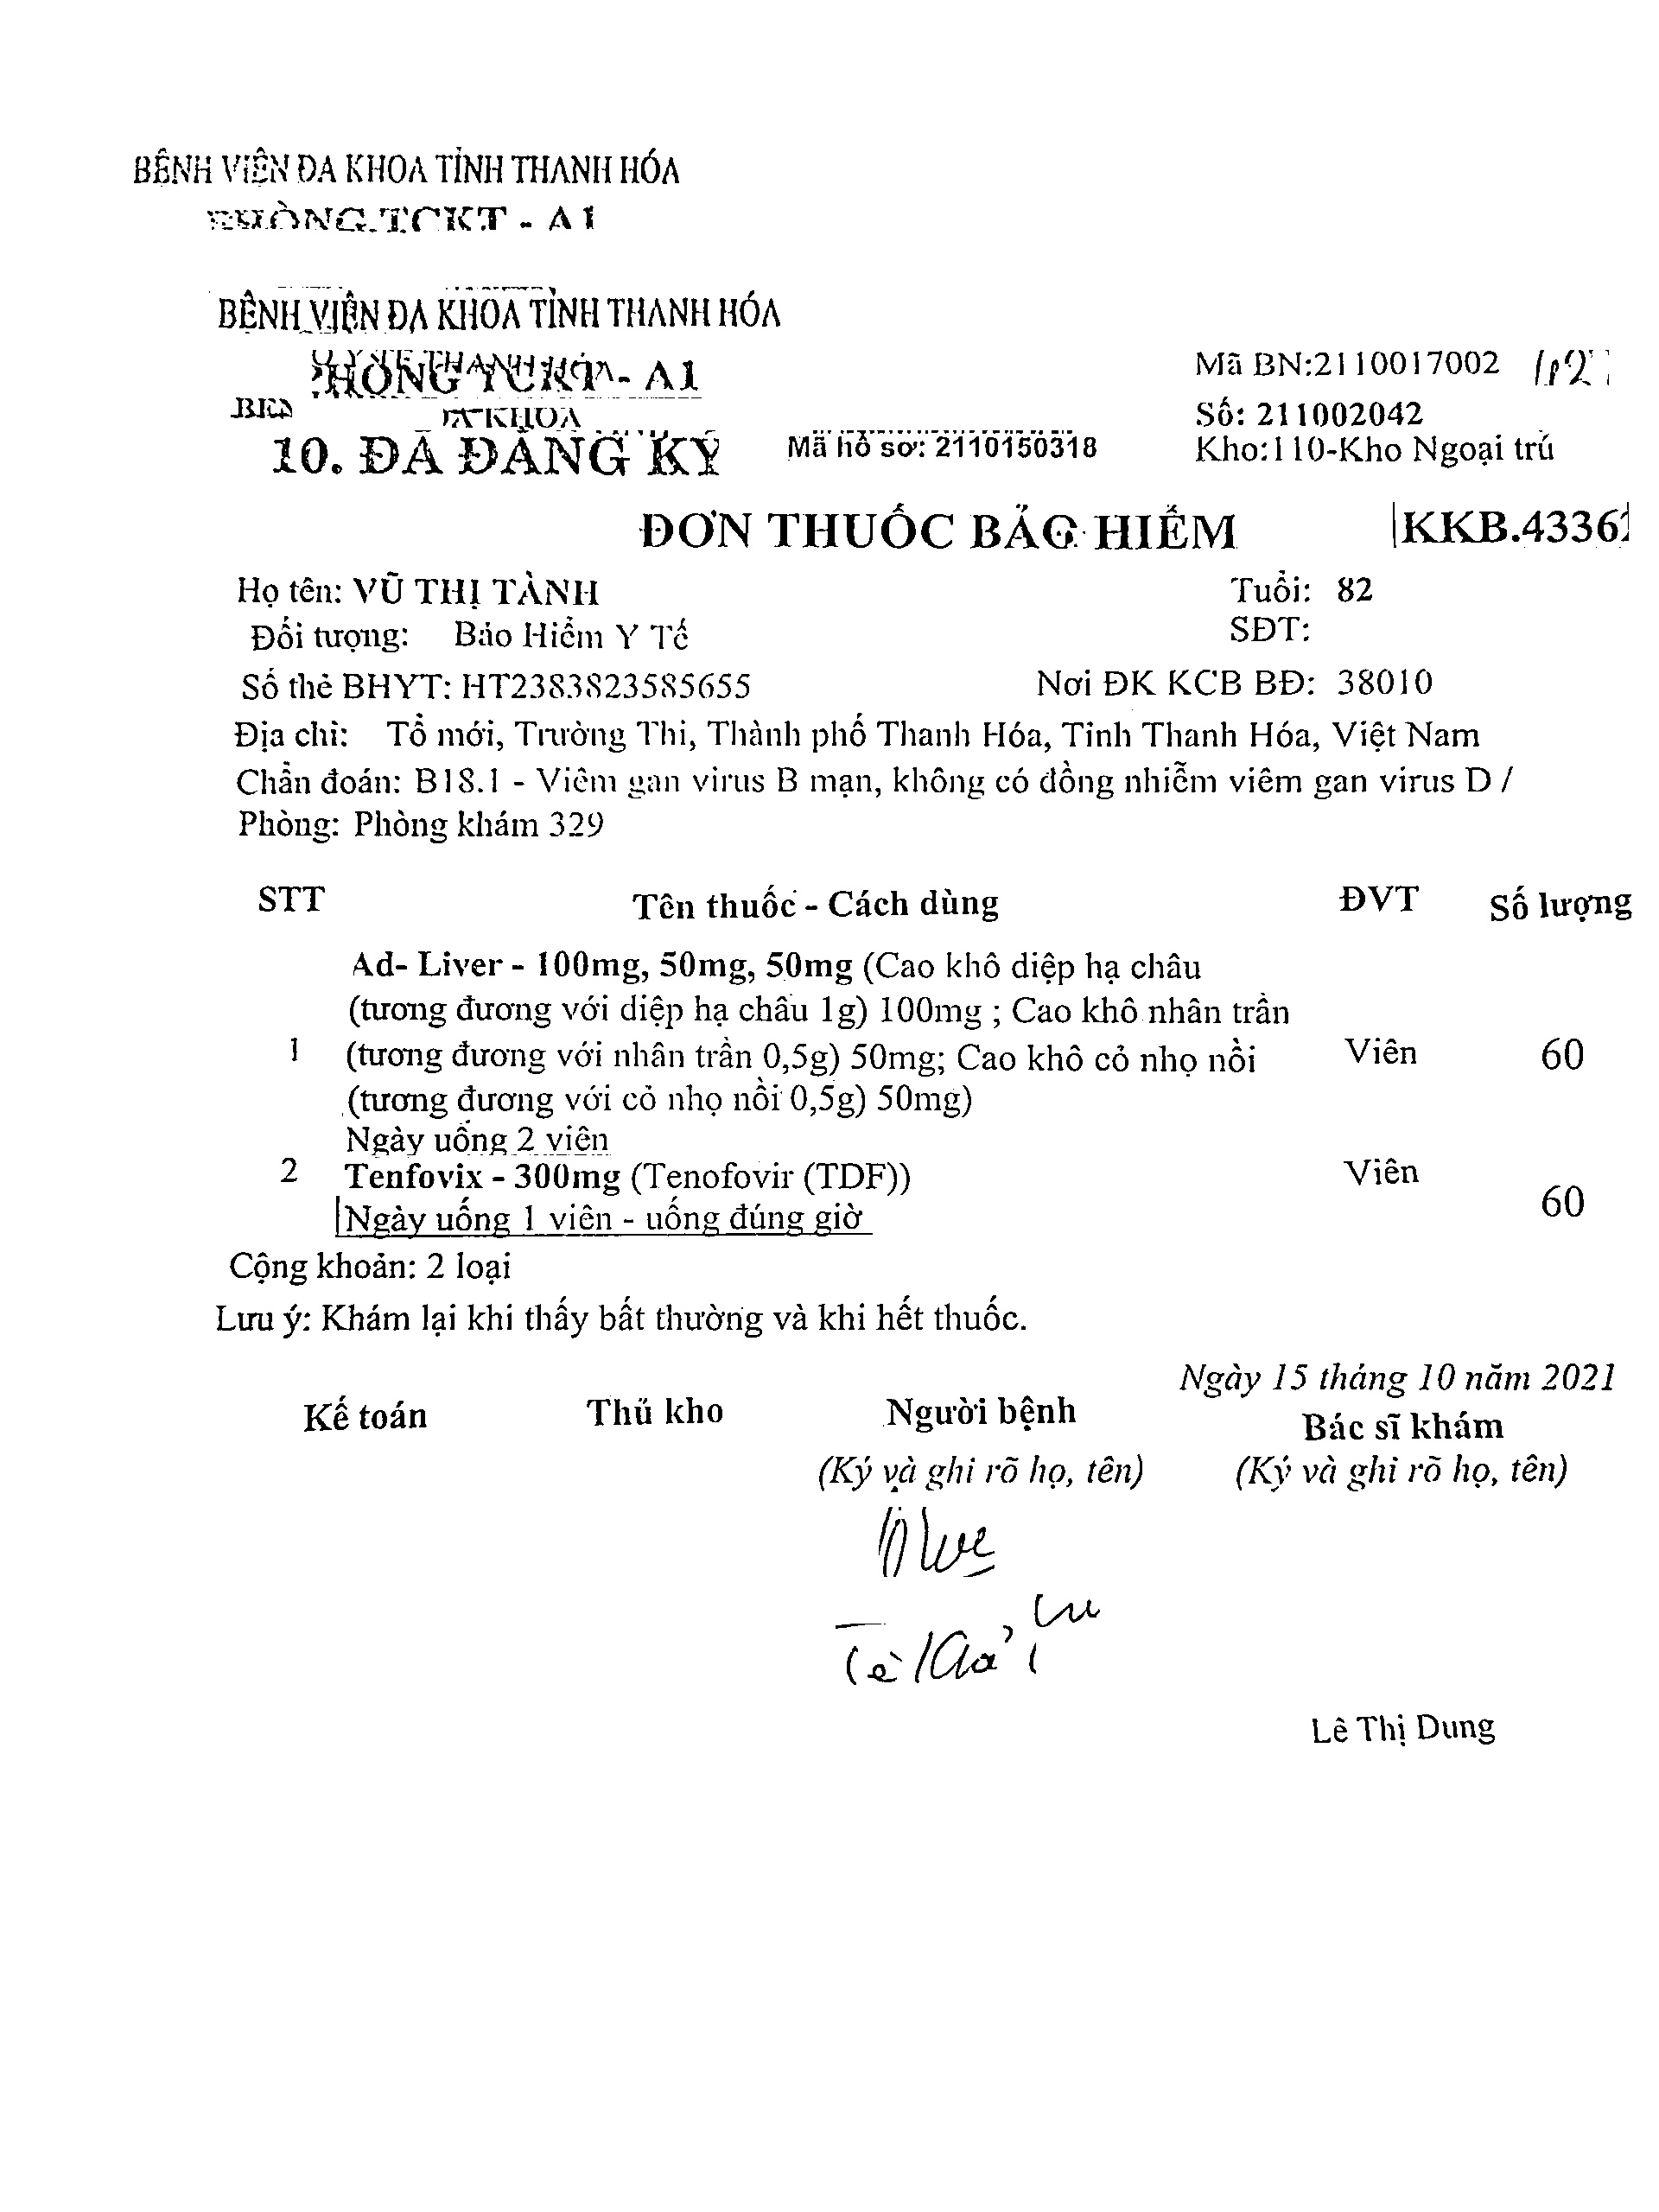 BỆNH VIỆN ĐA KHOA TỈNH THANH HÓA
PHÒNG.TCKT - A1
BỆNH VIỆN ĐA KHOA TỈNH THANH HÓA
PHÒNG TCKT - A1
Mã BN:2110017002
KHOA
Số: 211002042
10. ĐÃ ĐĂNG KÝ
Mã hồ sơ: 2110150318
Kho:110-Kho Ngoại trú
ĐƠN THUỐC BẢO HIỂM
KKB.4336
Họ tên: VŨ THỊ TÀNH
Tuổi: 82
Đối tượng: Bảo Hiểm Y Tế
SĐT:
Số thẻ BHYT: HT2383823585655
Nơi ĐK KCB BĐ: 38010
Địa chỉ: Tổ mới, Trường Thi, Thành phố Thanh Hóa, Tỉnh Thanh Hóa, Việt Nam
Chẩn đoán: B18.1 - Viêm gan virus B mạn, không có đồng nhiễm viêm gan virus D /
Phòng: Phòng khám 329
STT Tên thuốc - Cách dùng ĐVT Số lượng
Ad- Liver - 100mg, 50mg, 50mg (Cao khô diệp hạ châu
(tương đương với diệp hạ châu 1g) 100mg ; Cao khô nhân trần
1 (tương đương với nhân trần 0,5g) 50mg; Cao khô cỏ nhọ nồi Viên 60
(tương đương với cỏ nhọ nồi 0,5g) 50mg)
Ngày uống 2 viên
2 Tenfovix - 300mg (Tenofovir (TDF)) Viên
Ngày uống 1 viên - uống đúng giờ 60
Cộng khoản: 2 loại
Lưu ý: Khám lại khi thấy bất thường và khi hết thuốc.
Ngày 15 tháng 10 năm 2021
Kế toán Thủ kho Người bệnh Bác sĩ khám
(Ký và ghi rõ họ, tên) (Ký và ghi rõ họ, tên)
Lê Thị Dung